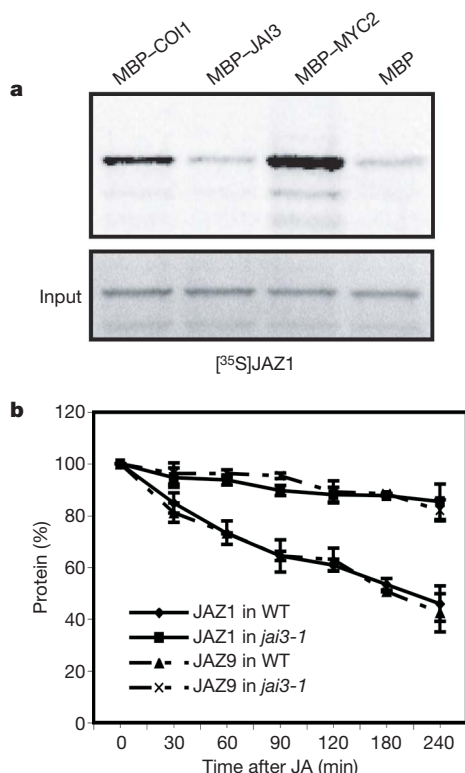 MBP–COI1
MBP–JAI3
MBP–MYC2
MBP
a
Input
[³⁵S]JAZ1
b
120
100
80
60
40
20
0
Protein (%)
JAZ1 in WT
JAZ1 in jai3-1
JAZ9 in WT
JAZ9 in jai3-1
0 30 60 90 120 180 240
Time after JA (min)